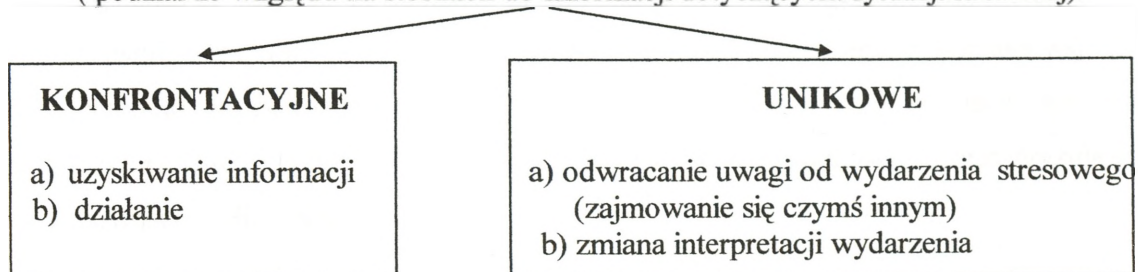 KONFRONTACYJNE
a) uzyskiwanie informacji
b) działanie
UNIKOWE
a) odwracanie uwagi od wydarzenia stresowego
(zajmowanie się czymś innym)
b) zmiana interpretacji wydarzenia